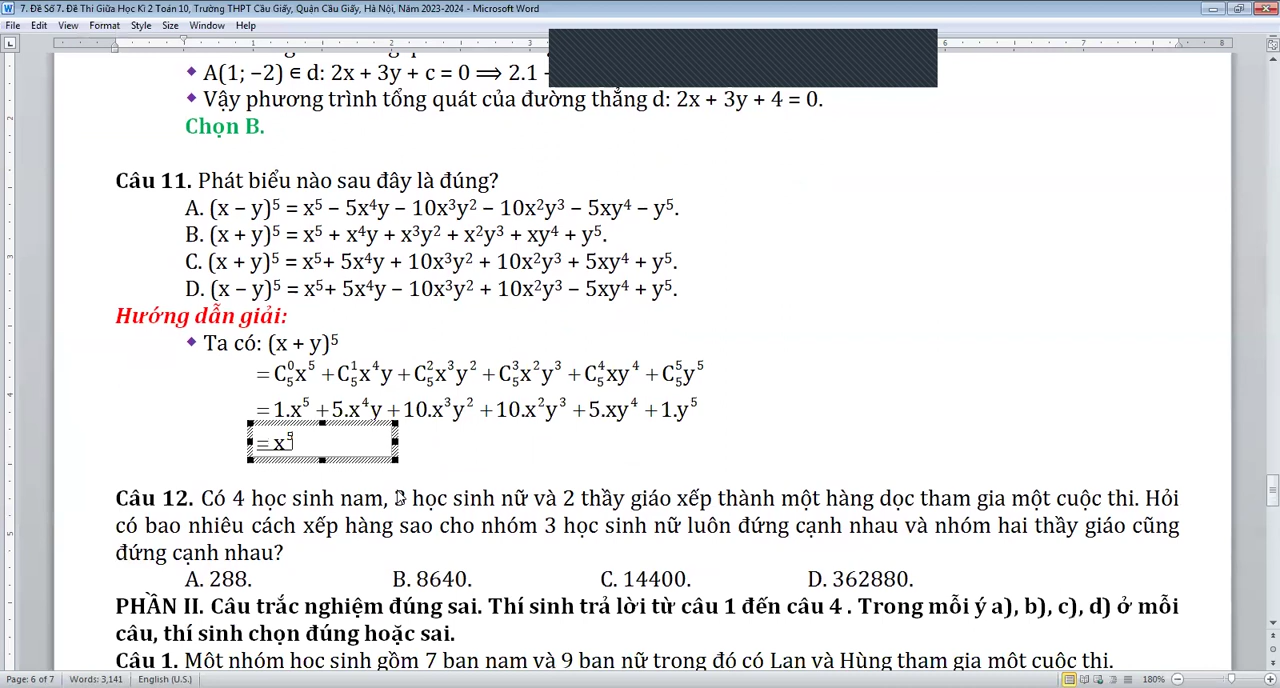 7. Đề Số 7. Đề Thi Giữa Học Kì 2 Toán 10, Trường THPT Cầu Giấy, Quận Cầu Giấy, Hà Nội, Năm 2023-2024 - Microsoft Word
File Edit View Format Style Size Window Help
1 2 3 6 7 8
◆ A(1; −2) ∈ d: 2x + 3y + c = 0 ⟹ 2.1
◆ Vậy phương trình tổng quát của đường thẳng d: 2x + 3y + 4 = 0.
Chọn B.
Câu 11. Phát biểu nào sau đây là đúng?
A. (x − y)⁵ = x⁵ − 5x⁴y − 10x³y² − 10x²y³ − 5xy⁴ − y⁵.
B. (x + y)⁵ = x⁵ + x⁴y + x³y² + x²y³ + xy⁴ + y⁵.
C. (x + y)⁵ = x⁵+ 5x⁴y + 10x³y² + 10x²y³ + 5xy⁴ + y⁵.
D. (x − y)⁵ = x⁵+ 5x⁴y − 10x³y² + 10x²y³ − 5xy⁴ + y⁵.
Hướng dẫn giải:
◆ Ta có: (x + y)⁵
= C₅⁰x⁵ + C₅¹x⁴y + C₅²x³y² + C₅³x²y³ + C₅⁴xy⁴ + C₅⁵y⁵
= 1.x⁵ + 5.x⁴y + 10.x³y² + 10.x²y³ + 5.xy⁴ + 1.y⁵
= x⁵
Câu 12. Có 4 học sinh nam, 3 học sinh nữ và 2 thầy giáo xếp thành một hàng dọc tham gia một cuộc thi. Hỏi
có bao nhiêu cách xếp hàng sao cho nhóm 3 học sinh nữ luôn đứng cạnh nhau và nhóm hai thầy giáo cũng
đứng cạnh nhau?
A. 288. B. 8640. C. 14400. D. 362880.
PHẦN II. Câu trắc nghiệm đúng sai. Thí sinh trả lời từ câu 1 đến câu 4 . Trong mỗi ý a), b), c), d) ở mỗi
câu, thí sinh chọn đúng hoặc sai.
Câu 1. Một nhóm học sinh gồm 7 bạn nam và 9 bạn nữ trong đó có Lan và Hùng tham gia một cuộc thi.
Page: 6 of 7 Words: 3,141 English (U.S.) 180%